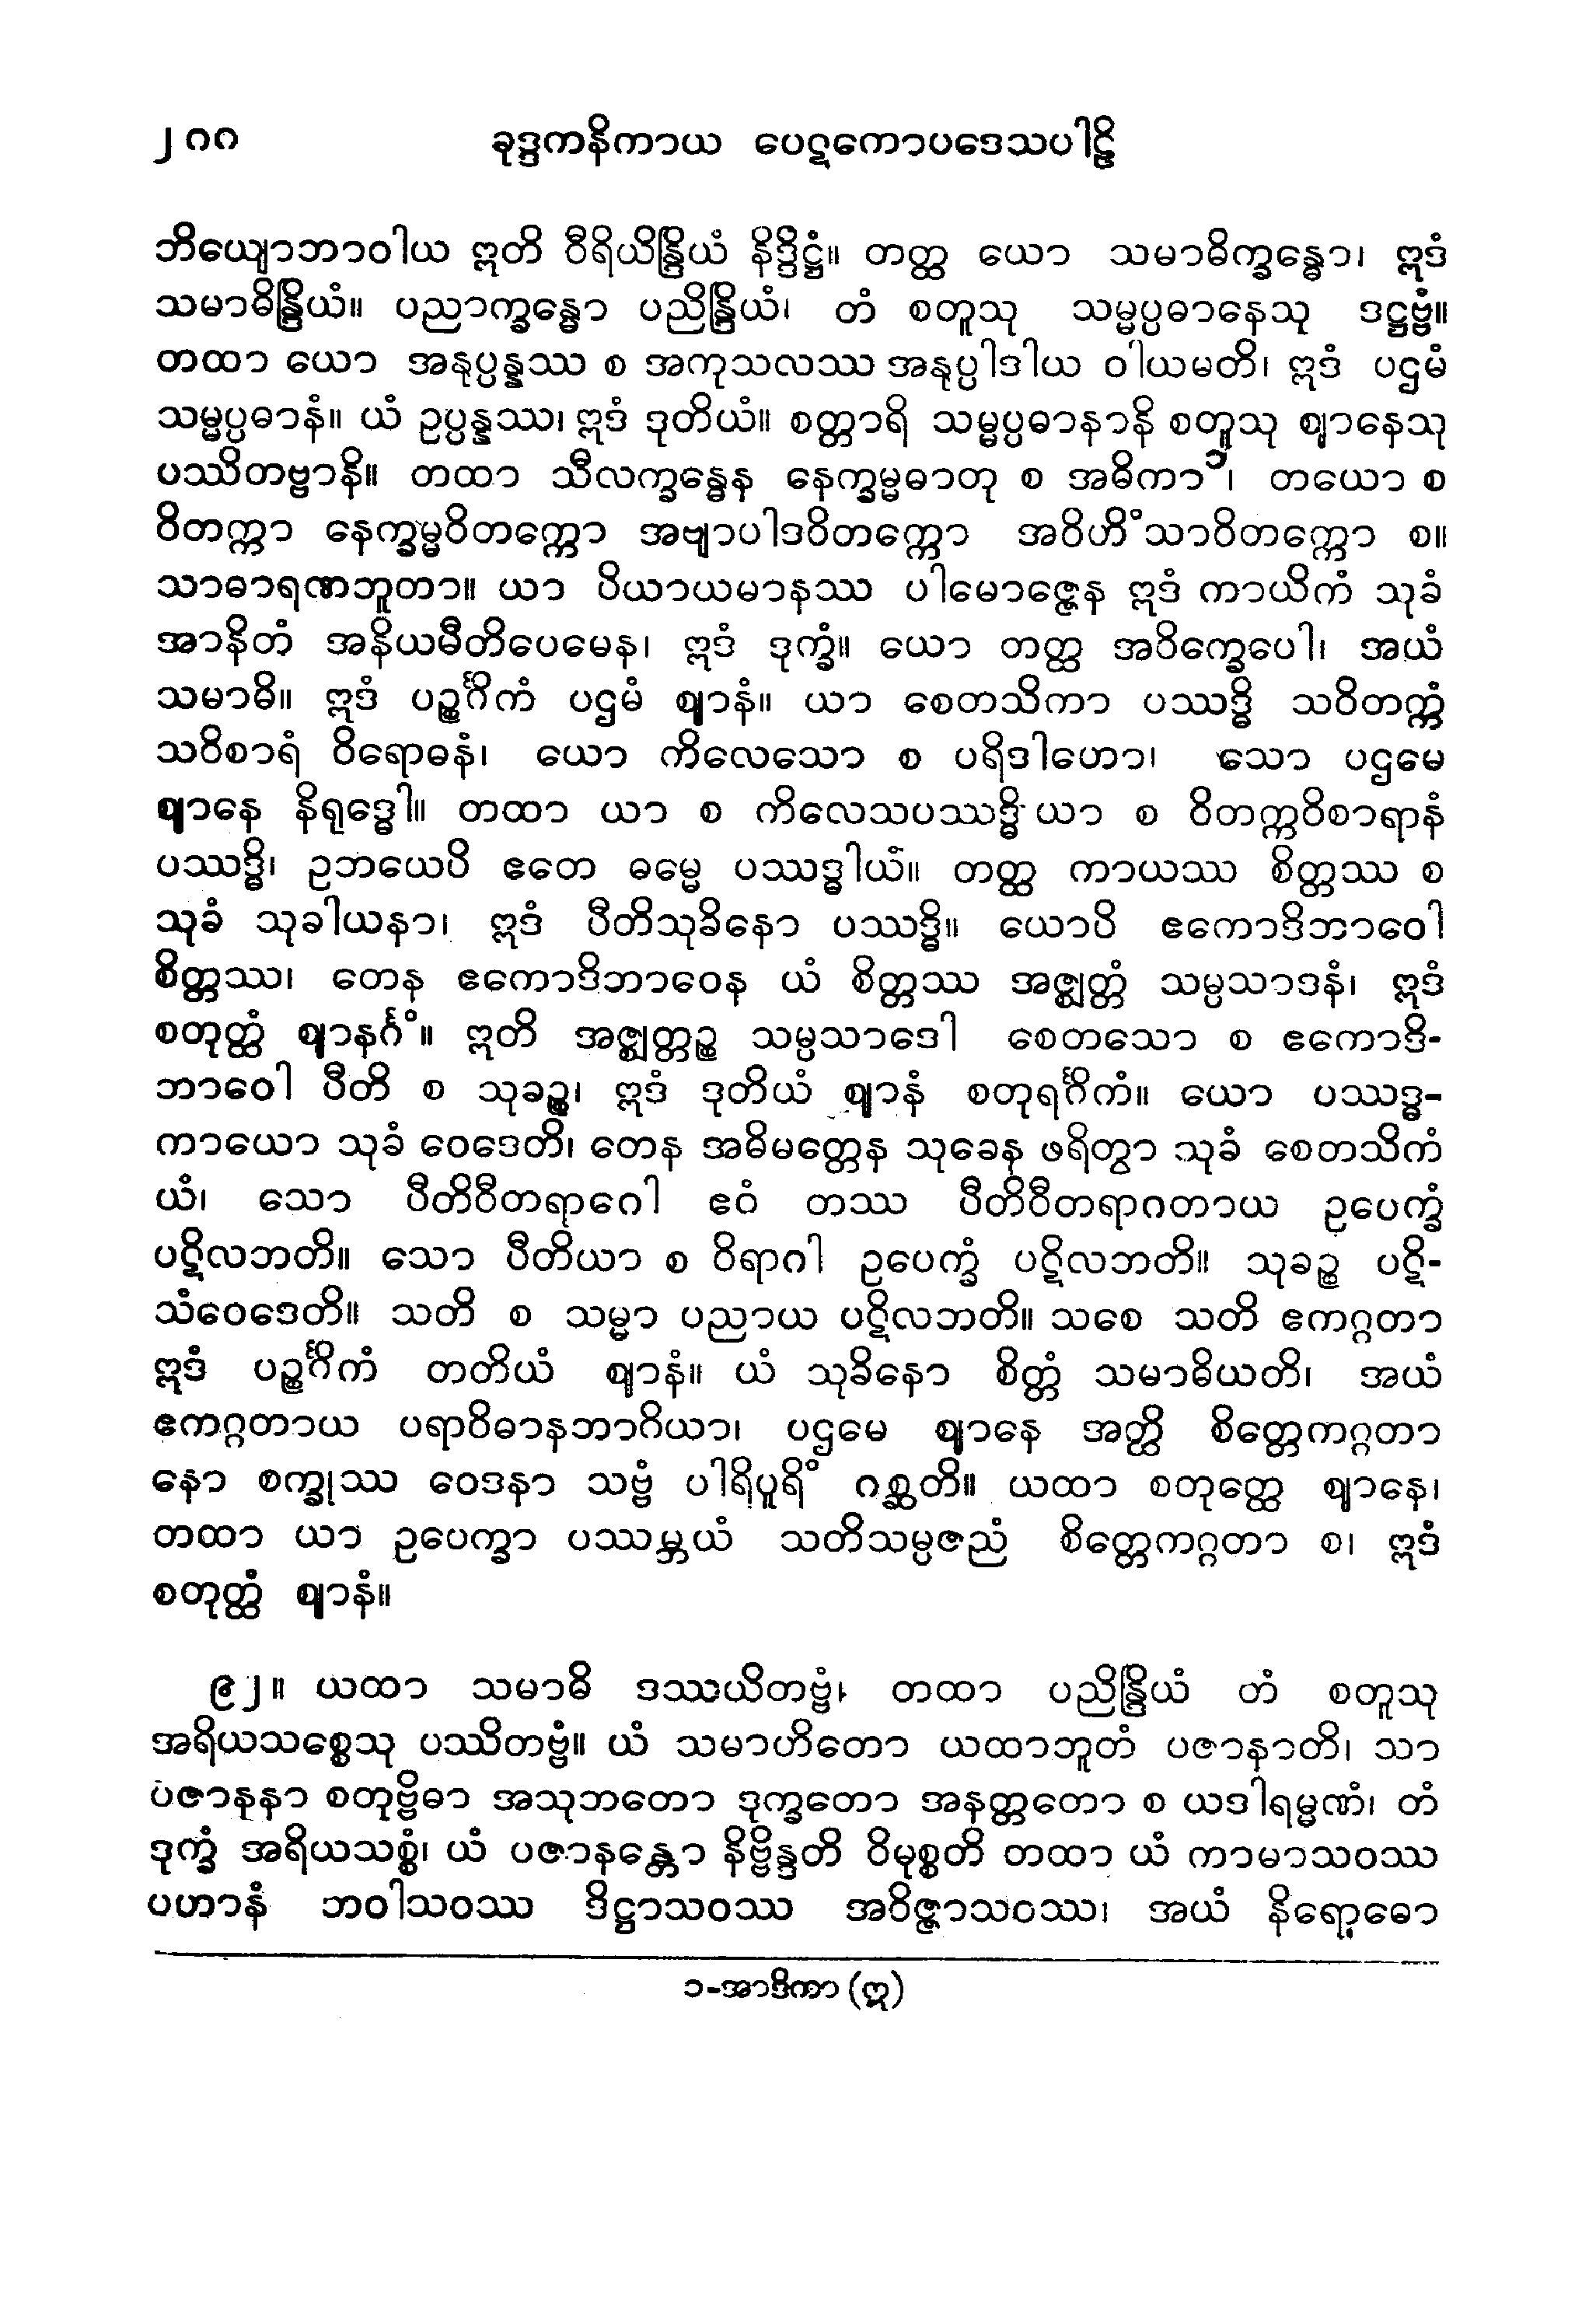 ၂၈၈ ခုဒ္ဒကနိကာယ ပေဋကောပဒေသပါဠိ
ဘိယျောဘာဝါယ ဣတိ ဝီရိယိန္ဒြိယံ နိဒ္ဒိဋ္ဌံ။ တတ္ထ ယော သမာဓိက္ခန္ဓော၊ ဣဒံ
သမာဓိန္ဒြိယံ။ ပညာက္ခန္ဓော ပညိန္ဒြိယံ၊ တံ စတူသု သမ္မပ္ပဓာနေသု ဒဋ္ဌဗ္ဗံ။
တထာ ယော အနုပ္ပန္နဿ စ အကုသလဿ အနုပ္ပါဒါယ ဝါယမတိ၊ ဣဒံ ပဌမံ
သမ္မပ္ပဓာနံ။ ယံ ဥပ္ပန္နဿ၊ ဣဒံ ဒုတိယံ။ စတ္တာရိ သမ္မပ္ပဓာနာနိ စတူသု ဈာနေသု
ပဿိတဗ္ဗာနိ။ တထာ သီလက္ခန္ဓေန နေက္ခမ္မဓာတု စ အဓိကာ၁၊ တယော စ
ဝိတက္ကာ နေက္ခမ္မဝိတက္ကော အဗျာပါဒဝိတက္ကော အဝိဟိံသာဝိတက္ကော စ။
သာဓာရဏဘူတာ။ ယာ ပိယာယမာနဿ ပါမောဇ္ဇေန ဣဒံ ကာယိကံ သုခံ
အာနိတံ အနိယမီတိပေမေန၊ ဣဒံ ဒုက္ခံ။ ယော တတ္ထ အဝိက္ခေပေါ၊ အယံ
သမာဓိ။ ဣဒံ ပဉ္စင်္ဂိကံ ပဌမံ ဈာနံ။ ယာ စေတသိကာ ပဿဒ္ဓိ သဝိတက္ကံ
သဝိစာရံ ဝိရောဓနံ၊ ယော ကိလေသော စ ပရိဒါဟော၊ သော ပဌမေ
ဈာနေ နိရုဒ္ဓေါ။ တထာ ယာ စ ကိလေသပဿဒ္ဓိ ယာ စ ဝိတက္ကဝိစာရာနံ
ပဿဒ္ဓိ၊ ဥဘယေပိ ဧတေ ဓမ္မေ ပဿဒ္ဓါယံ။ တတ္ထ ကာယဿ စိတ္တဿ စ
သုခံ သုခါယနာ၊ ဣဒံ ပီတိသုခိနော ပဿဒ္ဓိ။ ယောပိ ဧကောဒိဘာဝေါ
စိတ္တဿ၊ တေန ဧကောဒိဘာဝေန ယံ စိတ္တဿ အဇ္ဈတ္တံ သမ္ပသာဒနံ၊ ဣဒံ
စတုတ္ထံ ဈာနင်္ဂံ။ ဣတိ အဇ္ဈတ္တဉ္စ သမ္ပသာဒေါ စေတသော စ ဧကောဒိ-
ဘာဝေါ ပီတိ စ သုခဉ္စ၊ ဣဒံ ဒုတိယံ ဈာနံ စတုရင်္ဂိကံ။ ယော ပဿဒ္ဓ-
ကာယော သုခံ ဝေဒေတိ၊ တေန အဓိမတ္တေန သုခေန ဖရိတွာ သုခံ စေတသိကံ
ယံ၊ သော ပီတိဝီတရာဂေါ ဧဝံ တဿ ပီတိဝီတရာဂတာယ ဥပေက္ခံ
ပဋိလဘတိ။ သော ပီတိယာ စ ဝိရာဂါ ဥပေက္ခံ ပဋိလဘတိ။ သုခဉ္စ ပဋိ-
သံဝေဒေတိ။ သတိ စ သမ္မာ ပညာယ ပဋိလဘတိ။ သစေ သတိ ဧကဂ္ဂတာ
ဣဒံ ပဉ္စင်္ဂိကံ တတိယံ ဈာနံ။ ယံ သုခိနော စိတ္တံ သမာဓိယတိ၊ အယံ
ဧကဂ္ဂတာယ ပရာဝိဓာနဘာဂိယာ၊ ပဌမေ ဈာနေ အတ္ထိ စိတ္တေကဂ္ဂတာ
နော စက္ခုဿ ဝေဒနာ သဗ္ဗံ ပါရိပူရိံ ဂစ္ဆတိ။ ယထာ စတုတ္ထေ ဈာနေ၊
တထာ ယာ ဥပေက္ခာ ပဿမ္ဘယံ သတိသမ္ပဇညံ စိတ္တေကဂ္ဂတာ စ၊ ဣဒံ
စတုတ္ထံ ဈာနံ။
၉၂။ ယထာ သမာဓိ ဒဿယိတဗ္ဗံ၊ တထာ ပညိန္ဒြိယံ တံ စတူသု
အရိယသစ္စေသု ပဿိတဗ္ဗံ။ ယံ သမာဟိတော ယထာဘူတံ ပဇာနာတိ၊ သာ
ပဇာနနာ စတုဗ္ဗိဓာ အသုဘတော ဒုက္ခတော အနတ္တတော စ ယဒါရမ္မဏံ၊ တံ
ဒုက္ခံ အရိယသစ္စံ၊ ယံ ပဇာနန္တော နိဗ္ဗိန္ဒတိ ဝိမုစ္စတိ တထာ ယံ ကာမာသဝဿ
ပဟာနံ ဘဝါသဝဿ ဒိဋ္ဌာသဝဿ အဝိဇ္ဇာသဝဿ၊ အယံ နိရောဓော
၁-အာဒိကာ (ဣ)